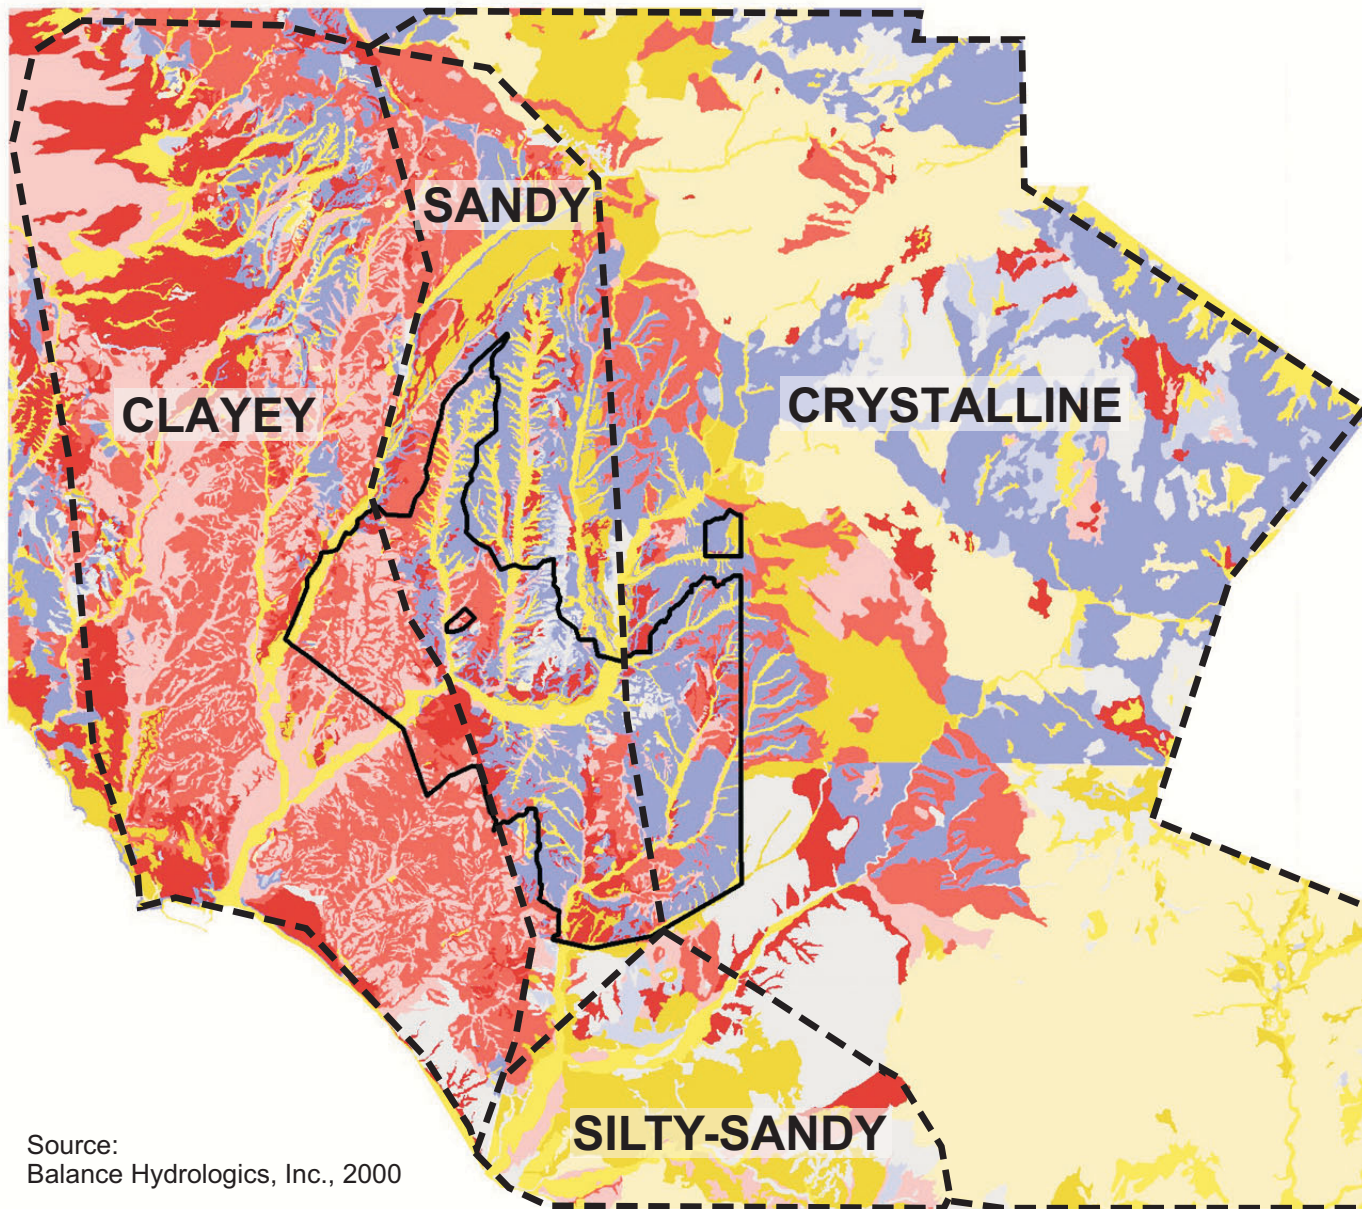 SANDY
CLAYEY
CRYSTALLINE
SILTY-SANDY
Source:
Balance Hydrologics, Inc., 2000